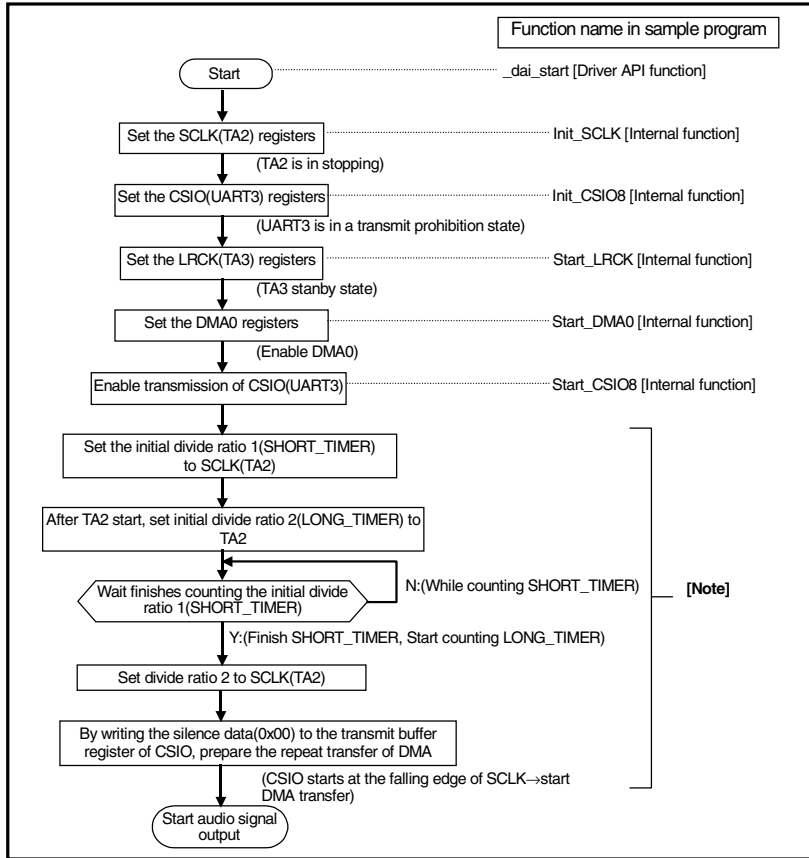 Function name in sample program
Start
_dai_start [Driver API function]
Set the SCLK(TA2) registers
Init_SCLK [Internal function]
(TA2 is in stopping)
Set the CSIO(UART3) registers
Init_CSIO8 [Internal function]
(UART3 is in a transmit prohibition state)
Set the LRCK(TA3) registers
Start_LRCK [Internal function]
(TA3 stanby state)
Set the DMA0 registers
Start_DMA0 [Internal function]
(Enable DMA0)
Enable transmission of CSIO(UART3)
Start_CSIO8 [Internal function]
Set the initial divide ratio 1(SHORT_TIMER)
to SCLK(TA2)
After TA2 start, set initial divide ratio 2(LONG_TIMER) to
TA2
N:(While counting SHORT_TIMER)
[Note]
Wait finishes counting the initial divide
ratio 1(SHORT_TIMER)
Y:(Finish SHORT_TIMER, Start counting LONG_TIMER)
Set divide ratio 2 to SCLK(TA2)
By writing the silence data(0x00) to the transmit buffer
register of CSIO, prepare the repeat transfer of DMA
(CSIO starts at the falling edge of SCLK→start
DMA transfer)
Start audio signal
output